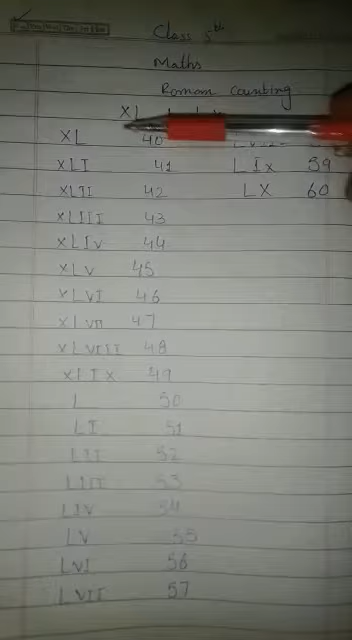 Class 5th
Maths
Roman counting
XL
XL 40
XLI 41
XLII 42
XLIII 43
XLIV 44
XLV 45
XLVI 46
XLVII 47
XLVIII 48
XLIX 49
L 50
LI 51
LII 52
LIII 53
LIV 54
LV 55
LVI 56
LVII 57
LIX 59
LX 60